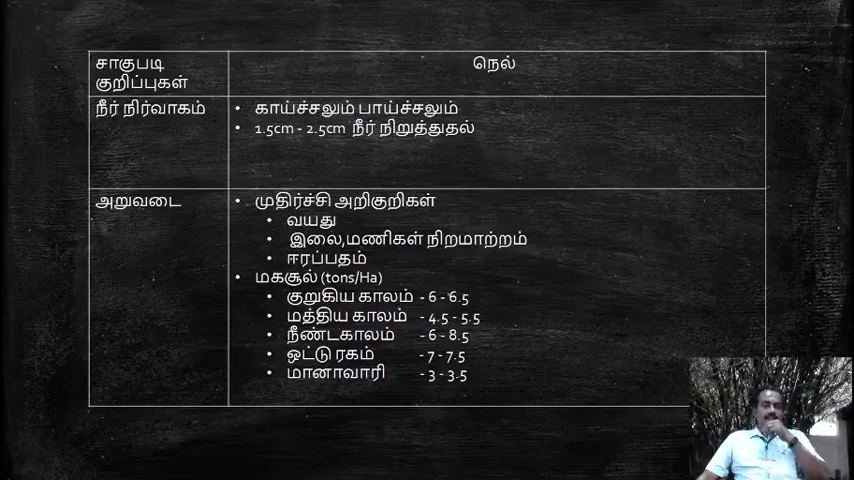 சாகுபடி
குறிப்புகள்
நெல்
நீர் நிர்வாகம்
• காய்ச்சலும் பாய்ச்சலும்
• 1.5cm - 2.5cm நீர் நிறுத்துதல்
அறுவடை
• முதிர்ச்சி அறிகுறிகள்
• வயது
• இலை,மணிகள் நிறமாற்றம்
• ஈரப்பதம்
• மகசூல் (tons/Ha)
• குறுகிய காலம் - 6 - 6.5
• மத்திய காலம் - 4.5 - 5.5
• நீண்டகாலம் - 6 - 8.5
• ஒட்டு ரகம் - 7 - 7.5
• மானாவாரி - 3 - 3.5